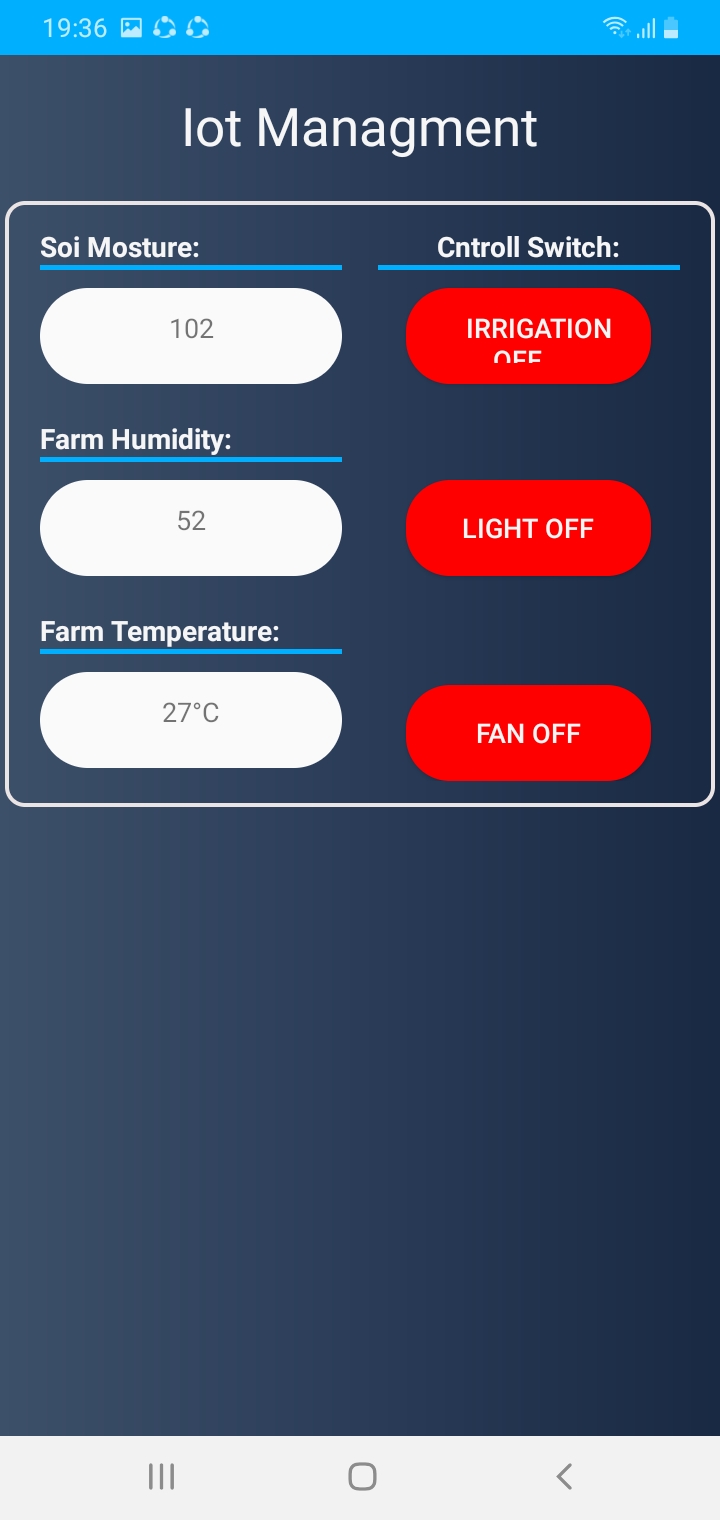 19:36
Iot Managment
Soi Mosture:
Cntroll Switch:
102
IRRIGATION
OFF
Farm Humidity:
52
LIGHT OFF
Farm Temperature:
27°C
FAN OFF